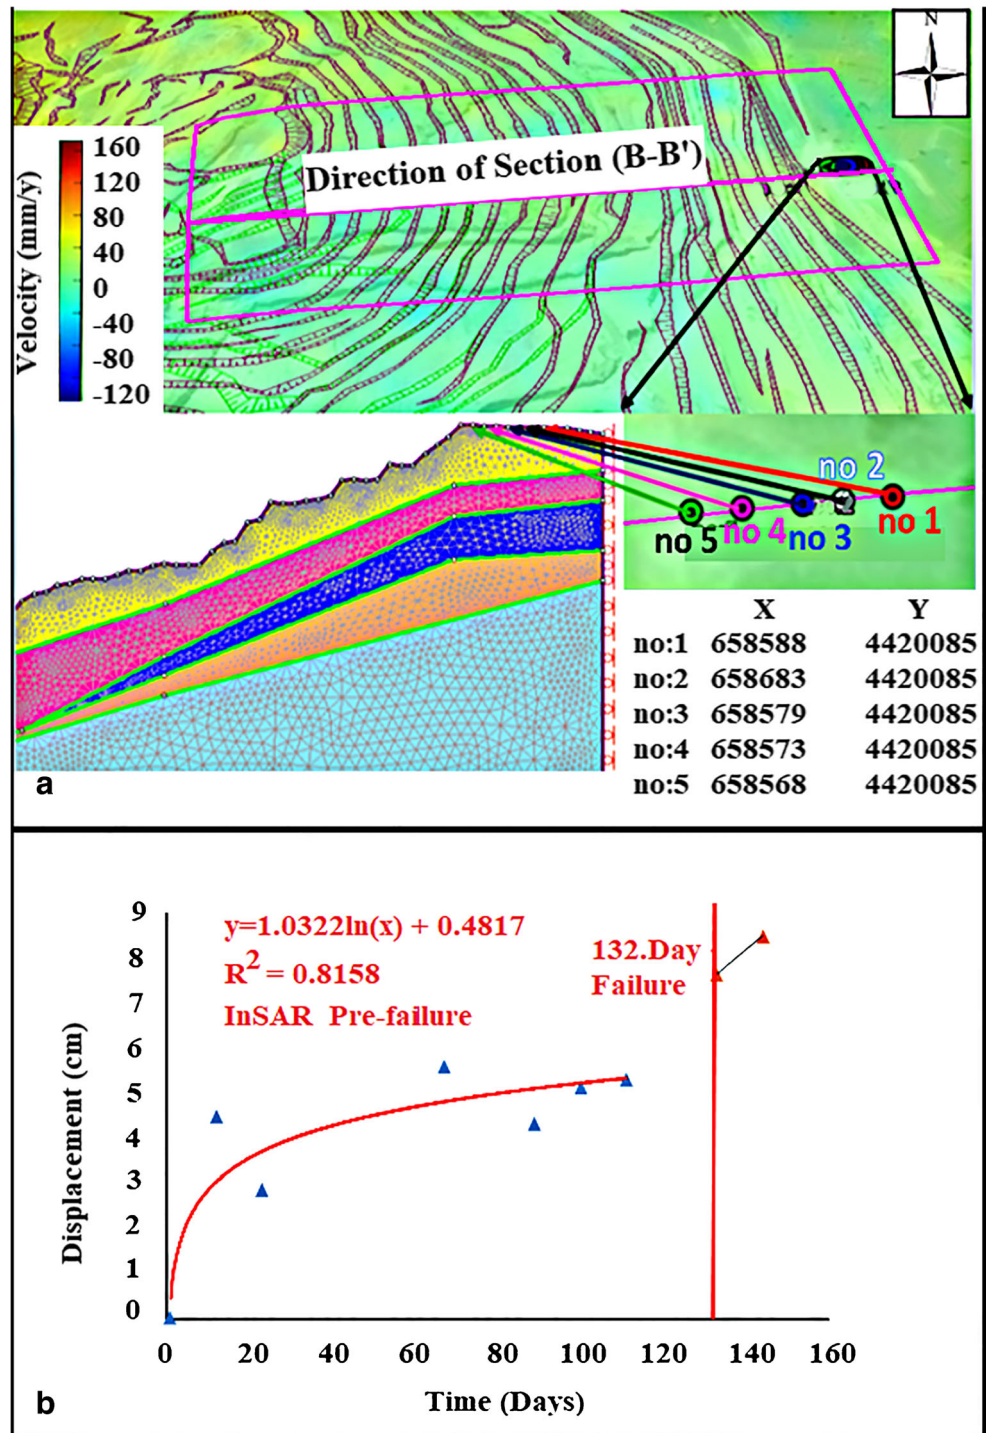 N
Direction of Section (B-B')
Velocity (mm/y)
160
120
80
40
0
-40
-80
-120
no 2
no 1
no 5
no 4
no 3
X Y
no:1 658588 4420085
no:2 658683 4420085
no:3 658579 4420085
no:4 658573 4420085
no:5 658568 4420085
a
9
8
7
6
5
4
3
2
1
0
Displacement (cm)
y=1.0322ln(x) + 0.4817
R2 = 0.8158
InSAR Pre-failure
132.Day
Failure
0 20 40 60 80 100 120 140 160
Time (Days)
b